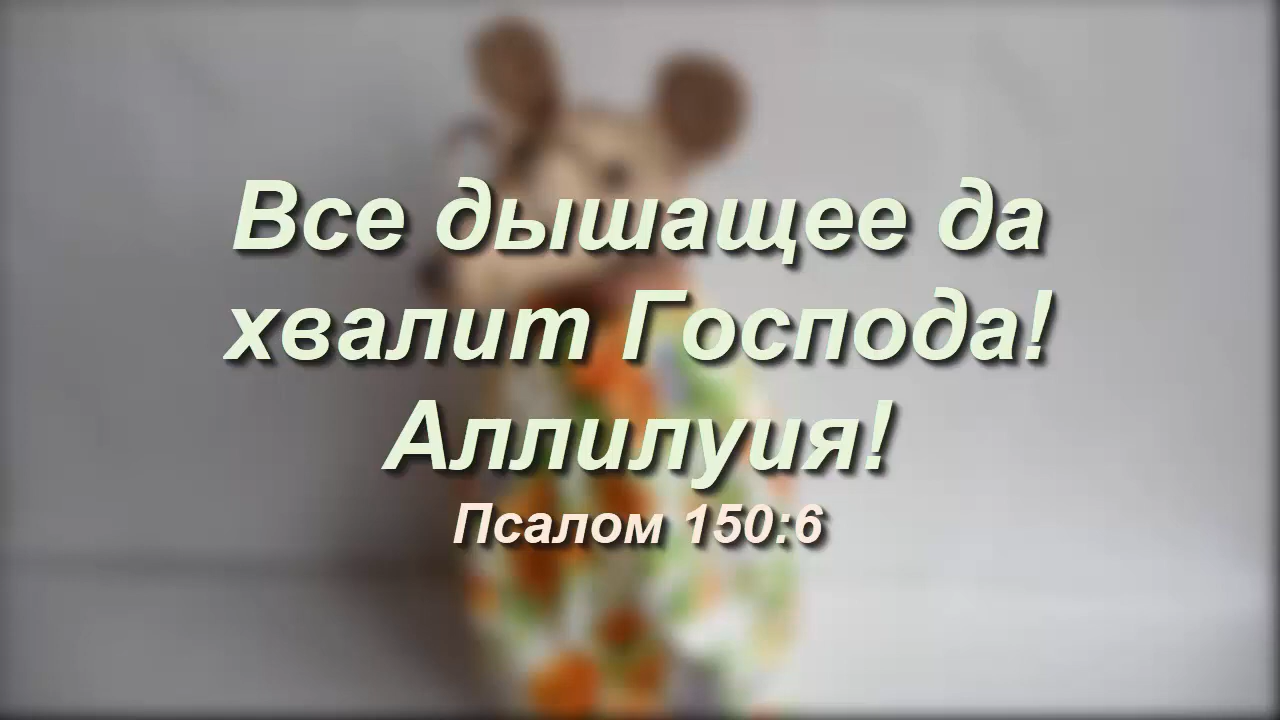 Все дышащее да
хвалит Господа!
Аллилуия!
Псалом 150:6